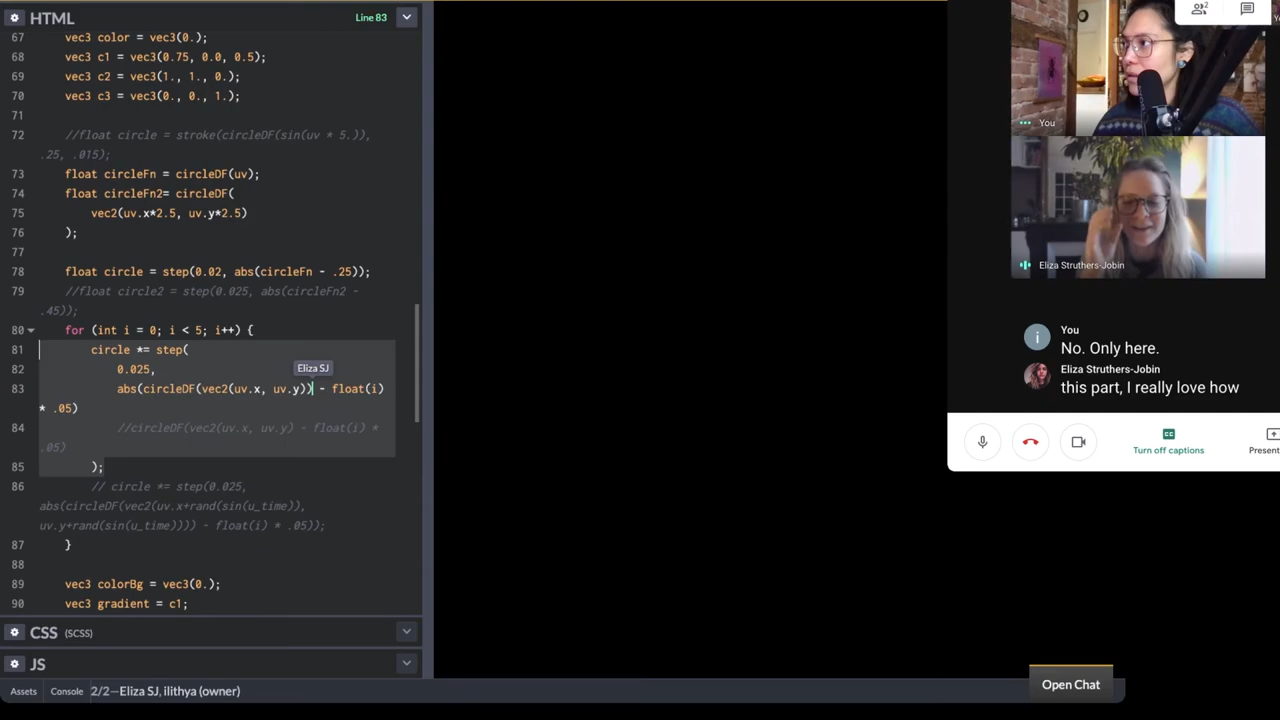 HTML
Line 83
67 vec3 color = vec3(0.);
68 vec3 c1 = vec3(0.75, 0.0, 0.5);
69 vec3 c2 = vec3(1., 1., 0.);
70 vec3 c3 = vec3(0., 0., 1.);
71
72 //float circle = stroke(circleDF(sin(uv * 5.)),
.25, .015);
73 float circleFn = circleDF(uv);
74 float circleFn2= circleDF(
75 vec2(uv.x*2.5, uv.y*2.5)
76 );
77
78 float circle = step(0.02, abs(circleFn - .25));
79 //float circle2 = step(0.025, abs(circleFn2 -
.45));
80 for (int i = 0; i < 5; i++) {
81 circle *= step(
82 0.025,
Eliza SJ
83 abs(circleDF(vec2(uv.x, uv.y)) - float(i)
* .05)
84 //circleDF(vec2(uv.x, uv.y) - float(i) *
.05)
85 );
86 // circle *= step(0.025,
abs(circleDF(vec2(uv.x+rand(sin(u_time)),
uv.y+rand(sin(u_time)))) - float(i) * .05));
87 }
88
89 vec3 colorBg = vec3(0.);
90 vec3 gradient = c1;
CSS (SCSS)
JS
Assets Console 2/2—Eliza SJ, ilithya (owner)
Open Chat
2
You
Eliza Struthers-Jobin
i
You
No. Only here.
Eliza Struthers-Jobin
this part, I really love how
CC
Turn off captions
Present